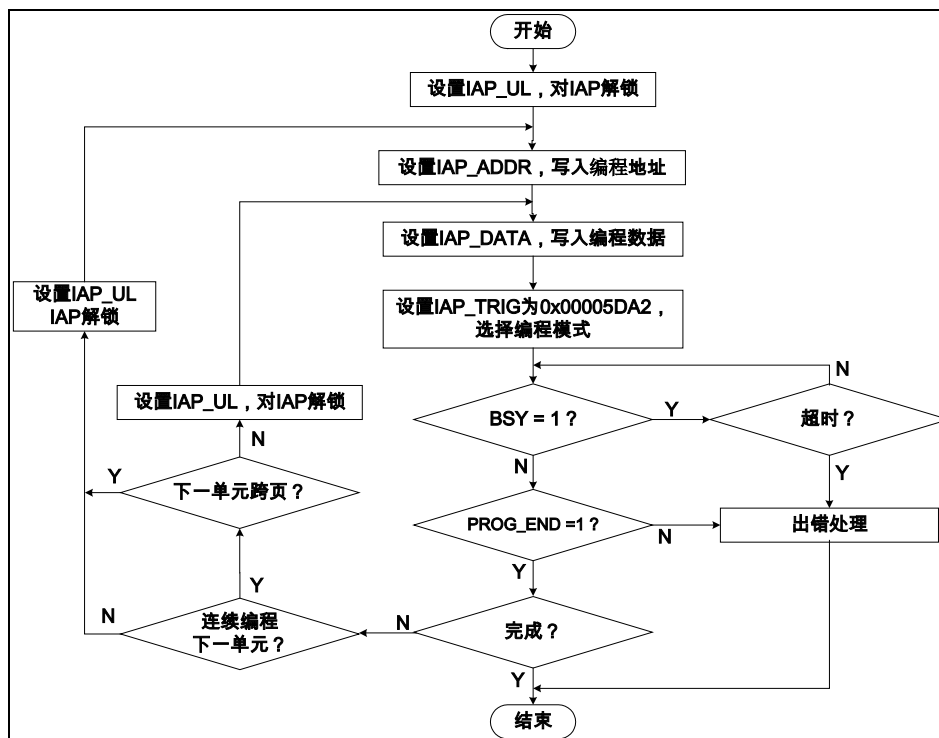 开始
设置IAP_UL，对IAP解锁
设置IAP_ADDR，写入编程地址
设置IAP_DATA，写入编程数据
设置IAP_UL
IAP解锁
设置IAP_TRIG为0x00005DA2，
选择编程模式
N
设置IAP_UL，对IAP解锁
BSY = 1？
Y
超时？
N
Y
N
Y
下一单元跨页？
PROG_END =1？
N
出错处理
Y
Y
N
连续编程
下一单元？
N
完成？
Y
结束